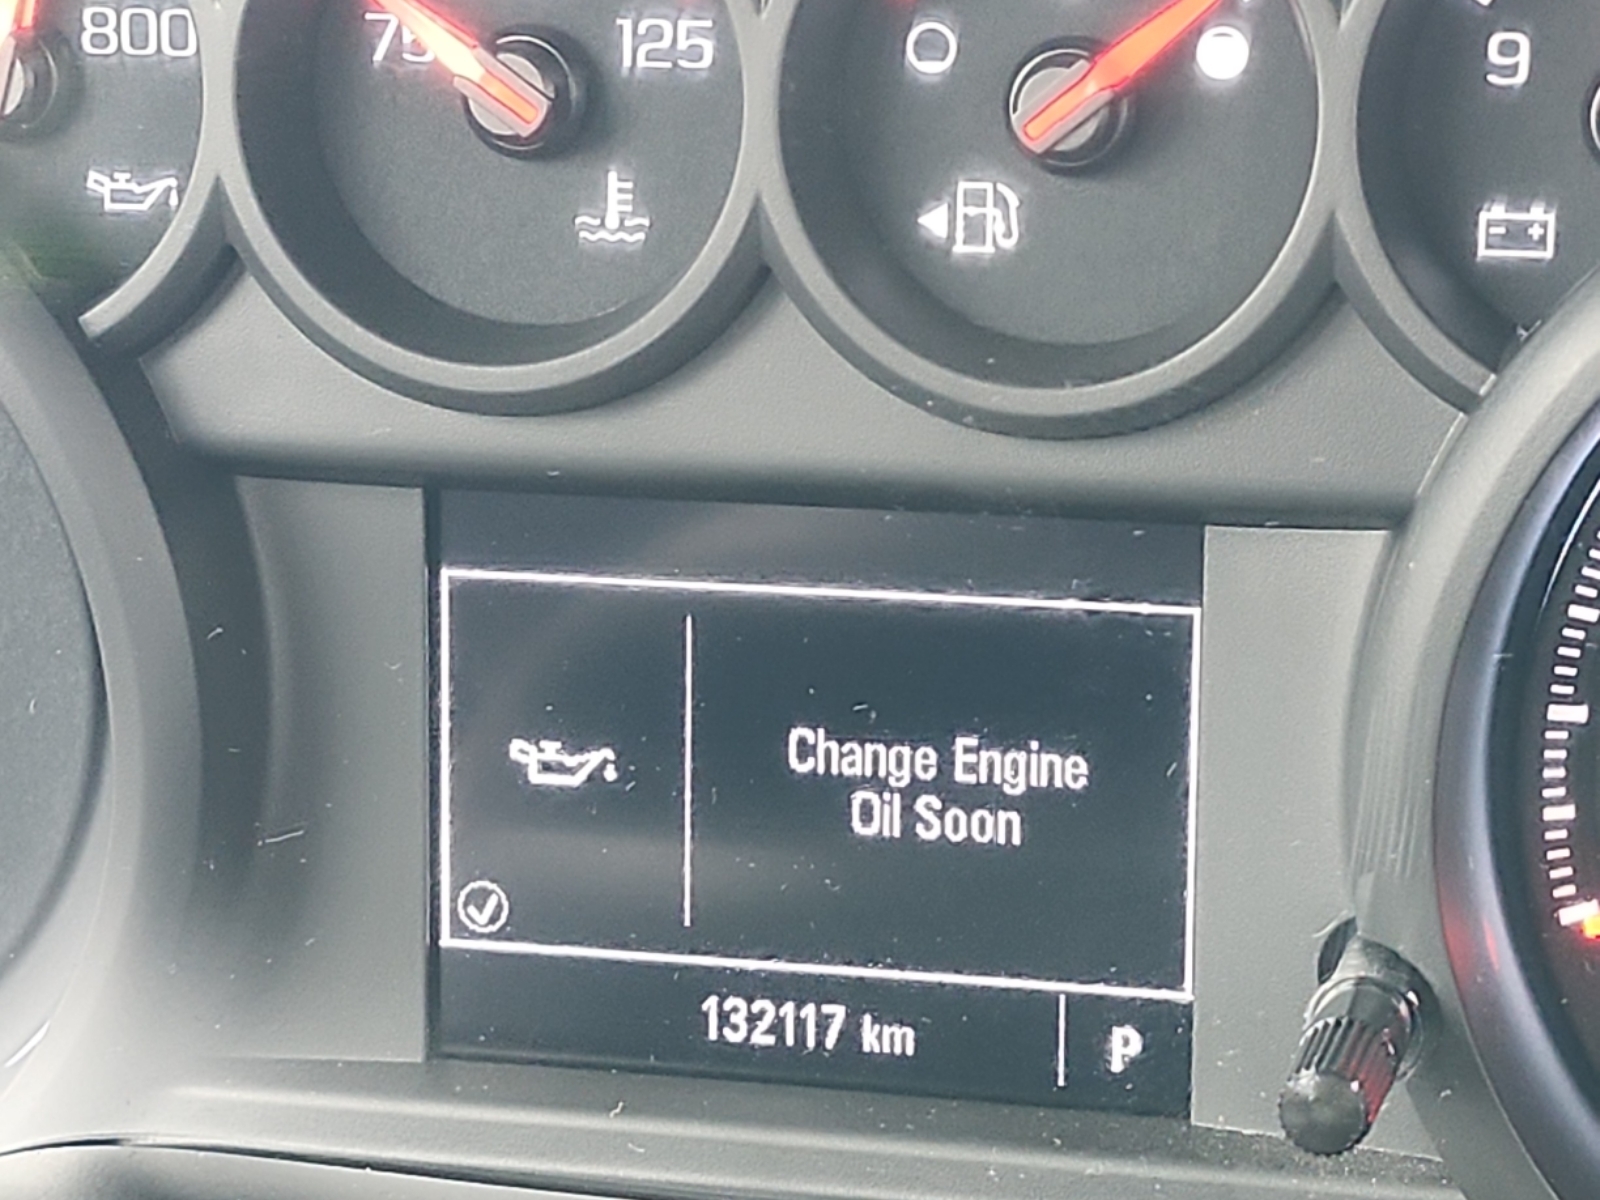 800
75
125
9
Change Engine
Oil Soon
132117 km
P